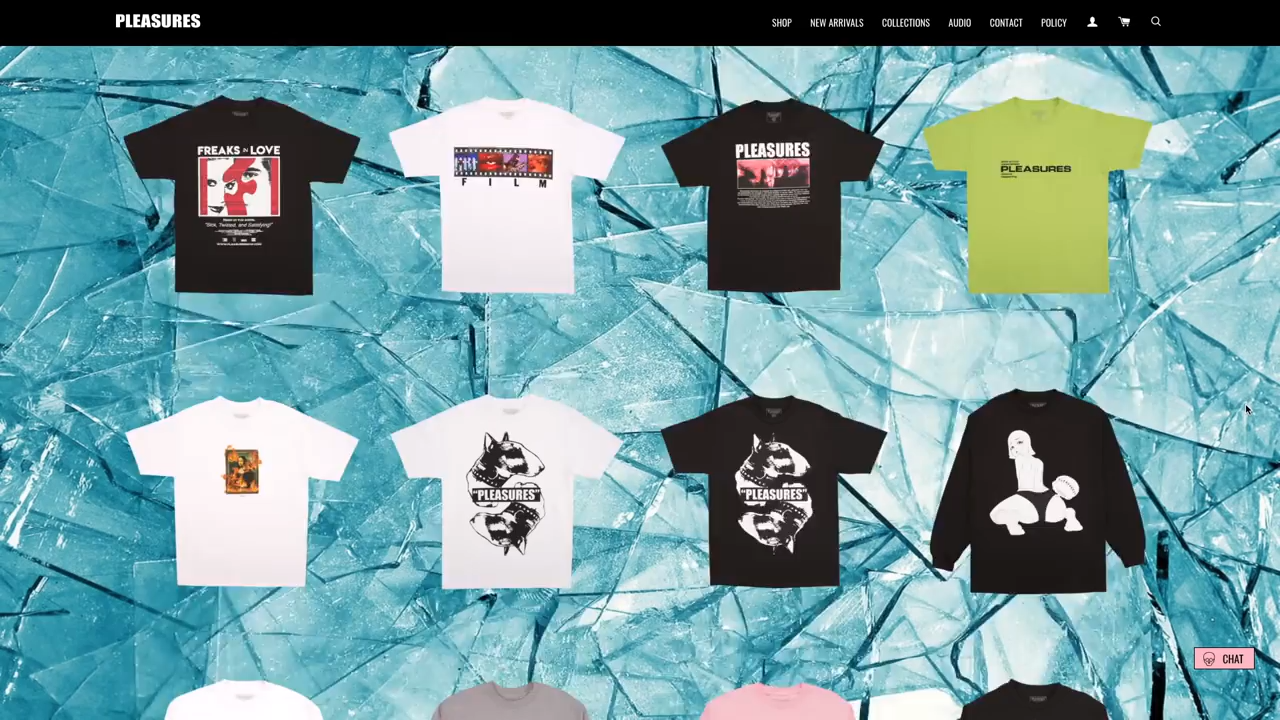 PLEASURES
SHOP
NEW ARRIVALS
COLLECTIONS
AUDIO
CONTACT
POLICY
FREAKS IN LOVE
"Sick, Twisted, and Satisfying!"
FILM
PLEASURES
PLEASURES
"PLEASURES"
"PLEASURES"
CHAT